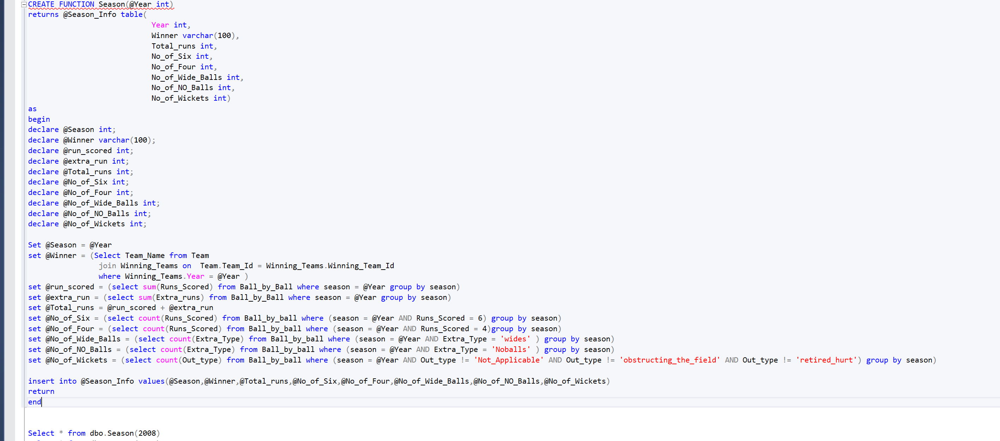 CREATE FUNCTION Season(@Year int)
returns @Season_Info table(
Year int,
Winner varchar(100),
Total_runs int,
No_of_Six int,
No_of_Four int,
No_of_Wide_Balls int,
No_of_NO_Balls int,
No_of_Wickets int)
as
begin
declare @Season int;
declare @Winner varchar(100);
declare @run_scored int;
declare @extra_run int;
declare @Total_runs int;
declare @No_of_Six int;
declare @No_of_Four int;
declare @No_of_Wide_Balls int;
declare @No_of_NO_Balls int;
declare @No_of_Wickets int;
Set @Season = @Year
set @Winner = (Select Team_Name from Team
join Winning_Teams on  Team.Team_Id = Winning_Teams.Winning_Team_Id
where Winning_Teams.Year = @Year )
set @run_scored = (select sum(Runs_Scored) from Ball_by_Ball where season = @Year group by season)
set @extra_run = (select sum(Extra_runs) from Ball_by_Ball where season = @Year group by season)
set @Total_runs = @run_scored + @extra_run
set @No_of_Six = (select count(Runs_Scored) from Ball_by_ball where (season = @Year AND Runs_Scored = 6) group by season)
set @No_of_Four = (select count(Runs_Scored) from Ball_by_ball where (season = @Year AND Runs_Scored = 4)group by season)
set @No_of_Wide_Balls = (select count(Extra_Type) from Ball_by_ball where (season = @Year AND Extra_Type = 'wides' ) group by season)
set @No_of_NO_Balls = (select count(Extra_Type) from Ball_by_ball where (season = @Year AND Extra_Type = 'Noballs' ) group by season)
set @No_of_Wickets = (select count(Out_type) from Ball_by_ball where (season = @Year AND Out_type != 'Not_Applicable' AND Out_type != 'obstructing_the_field' AND Out_type != 'retired_hurt') group by season)
insert into @Season_Info values(@Season,@Winner,@Total_runs,@No_of_Six,@No_of_Four,@No_of_Wide_Balls,@No_of_NO_Balls,@No_of_Wickets)
return
end
Select * from dbo.Season(2008)